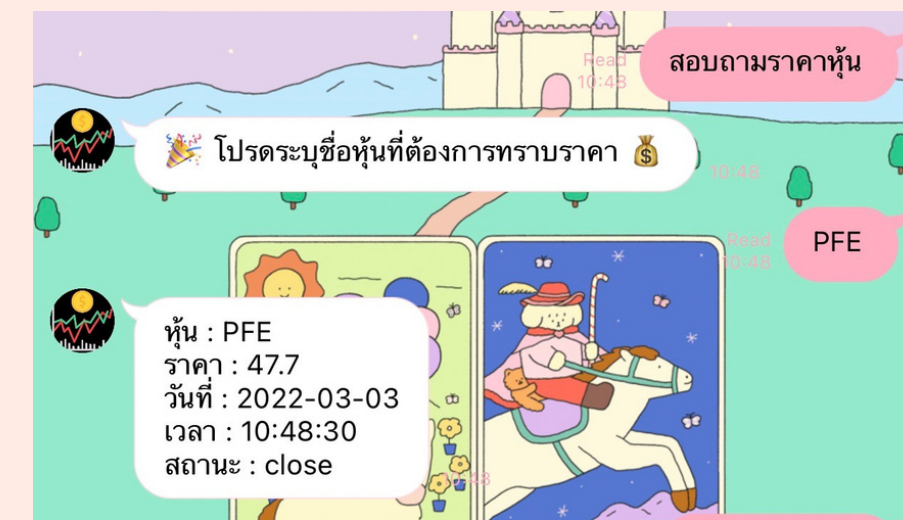 สอบถามราคาหุ้น
Read
10:48
🎉 โปรดระบุชื่อหุ้นที่ต้องการทราบราคา 💰
10:48
PFE
Read
10:48
หุ้น : PFE
ราคา : 47.7
วันที่ : 2022-03-03
เวลา : 10:48:30
สถานะ : close
10:48